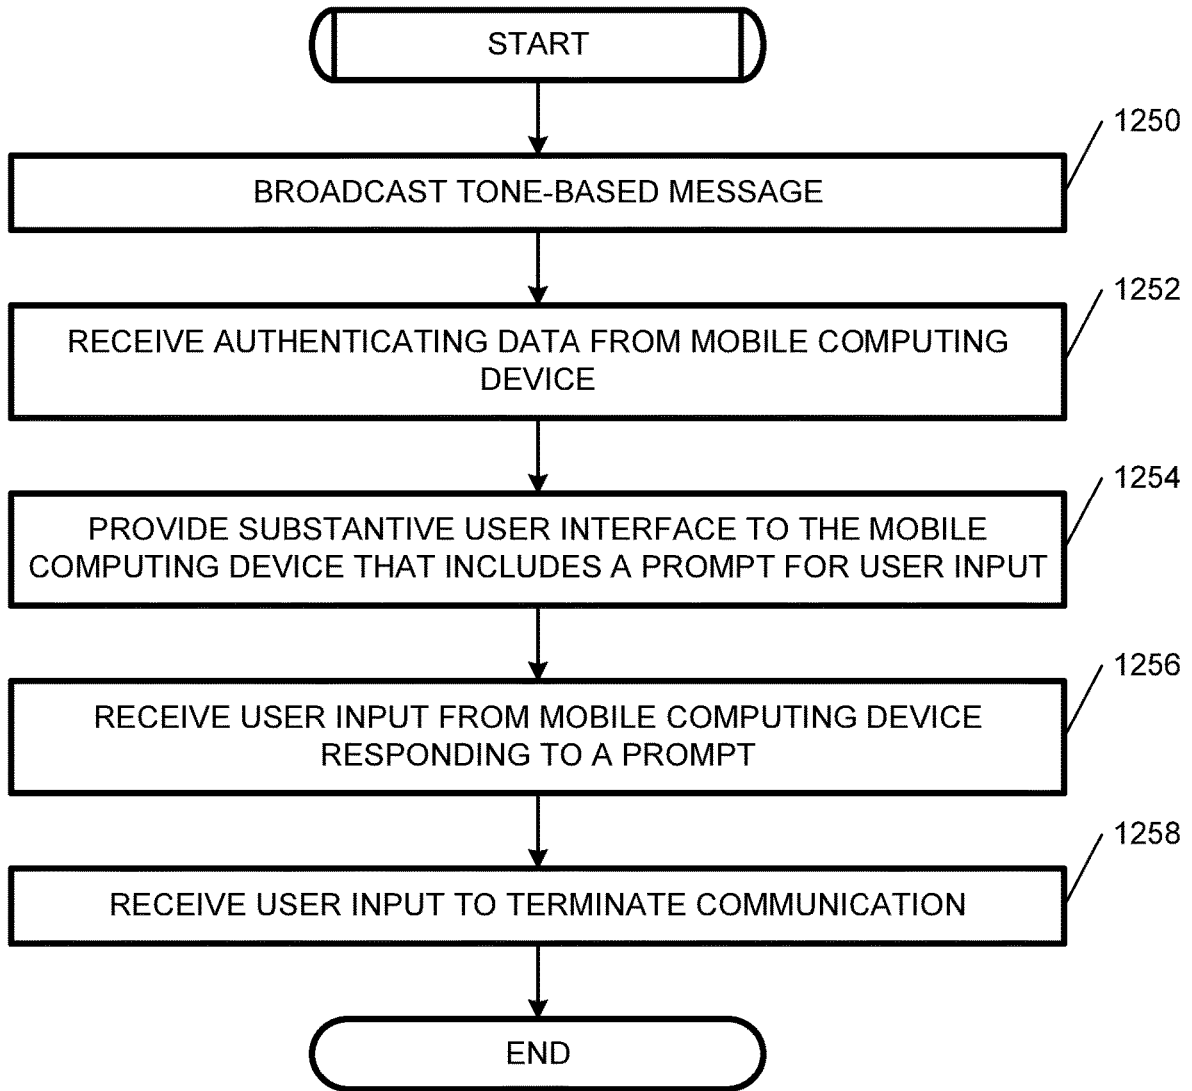 START
1250
BROADCAST TONE-BASED MESSAGE
1252
RECEIVE AUTHENTICATING DATA FROM MOBILE COMPUTING
DEVICE
1254
PROVIDE SUBSTANTIVE USER INTERFACE TO THE MOBILE
COMPUTING DEVICE THAT INCLUDES A PROMPT FOR USER INPUT
1256
RECEIVE USER INPUT FROM MOBILE COMPUTING DEVICE
RESPONDING TO A PROMPT
1258
RECEIVE USER INPUT TO TERMINATE COMMUNICATION
END